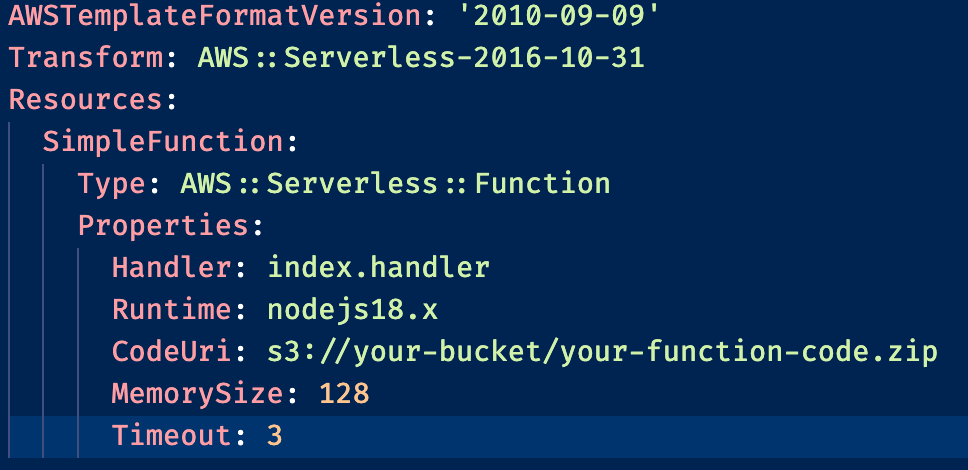 AWSTemplateFormatVersion: '2010-09-09'
Transform: AWS::Serverless-2016-10-31
Resources:
SimpleFunction:
Type: AWS::Serverless::Function
Properties:
Handler: index.handler
Runtime: nodejs18.x
CodeUri: s3://your-bucket/your-function-code.zip
MemorySize: 128
Timeout: 3